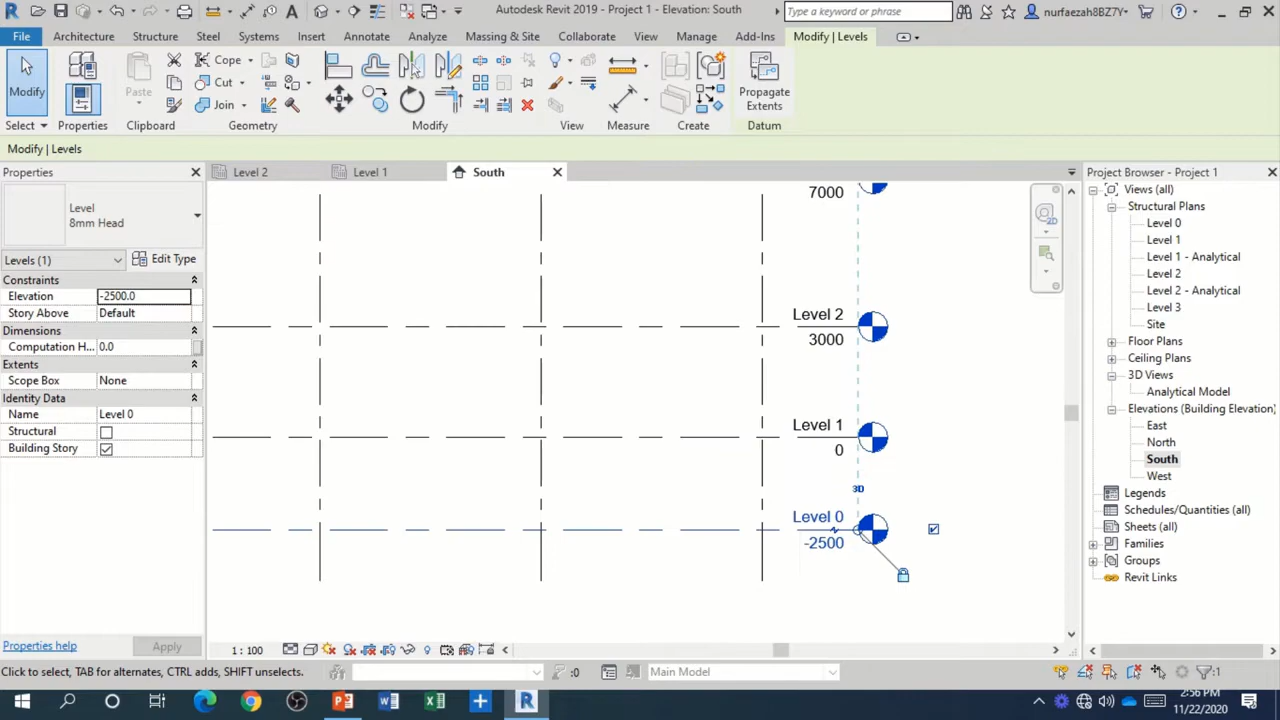 Autodesk Revit 2019 - Project 1 - Elevation: South
Type a keyword or phrase
nurfaezah8BZ7Y
File
Architecture
Structure
Steel
Systems
Insert
Annotate
Analyze
Massing & Site
Collaborate
View
Manage
Add-Ins
Modify | Levels
Modify
Paste
Cope
Cut
Join
Propagate
Extents
Select
Properties
Clipboard
Geometry
Modify
View
Measure
Create
Datum
Modify | Levels
Properties
Level
8mm Head
Levels (1)
Edit Type
Constraints
Elevation
-2500.0
Story Above
Default
Dimensions
Computation H...
0.0
Extents
Scope Box
None
Identity Data
Name
Level 0
Structural
Building Story
Properties help
Apply
Level 2
Level 1
South
7000
Level 2
3000
Level 1
0
3D
Level 0
-2500
2D
1 : 100
Project Browser - Project 1
Views (all)
Structural Plans
Level 0
Level 1
Level 1 - Analytical
Level 2
Level 2 - Analytical
Level 3
Site
Floor Plans
Ceiling Plans
3D Views
Analytical Model
Elevations (Building Elevation)
East
North
South
West
Legends
Schedules/Quantities (all)
Sheets (all)
Families
Groups
Revit Links
Click to select, TAB for alternates, CTRL adds, SHIFT unselects.
:0
Main Model
:1
2:56 PM
11/22/2020